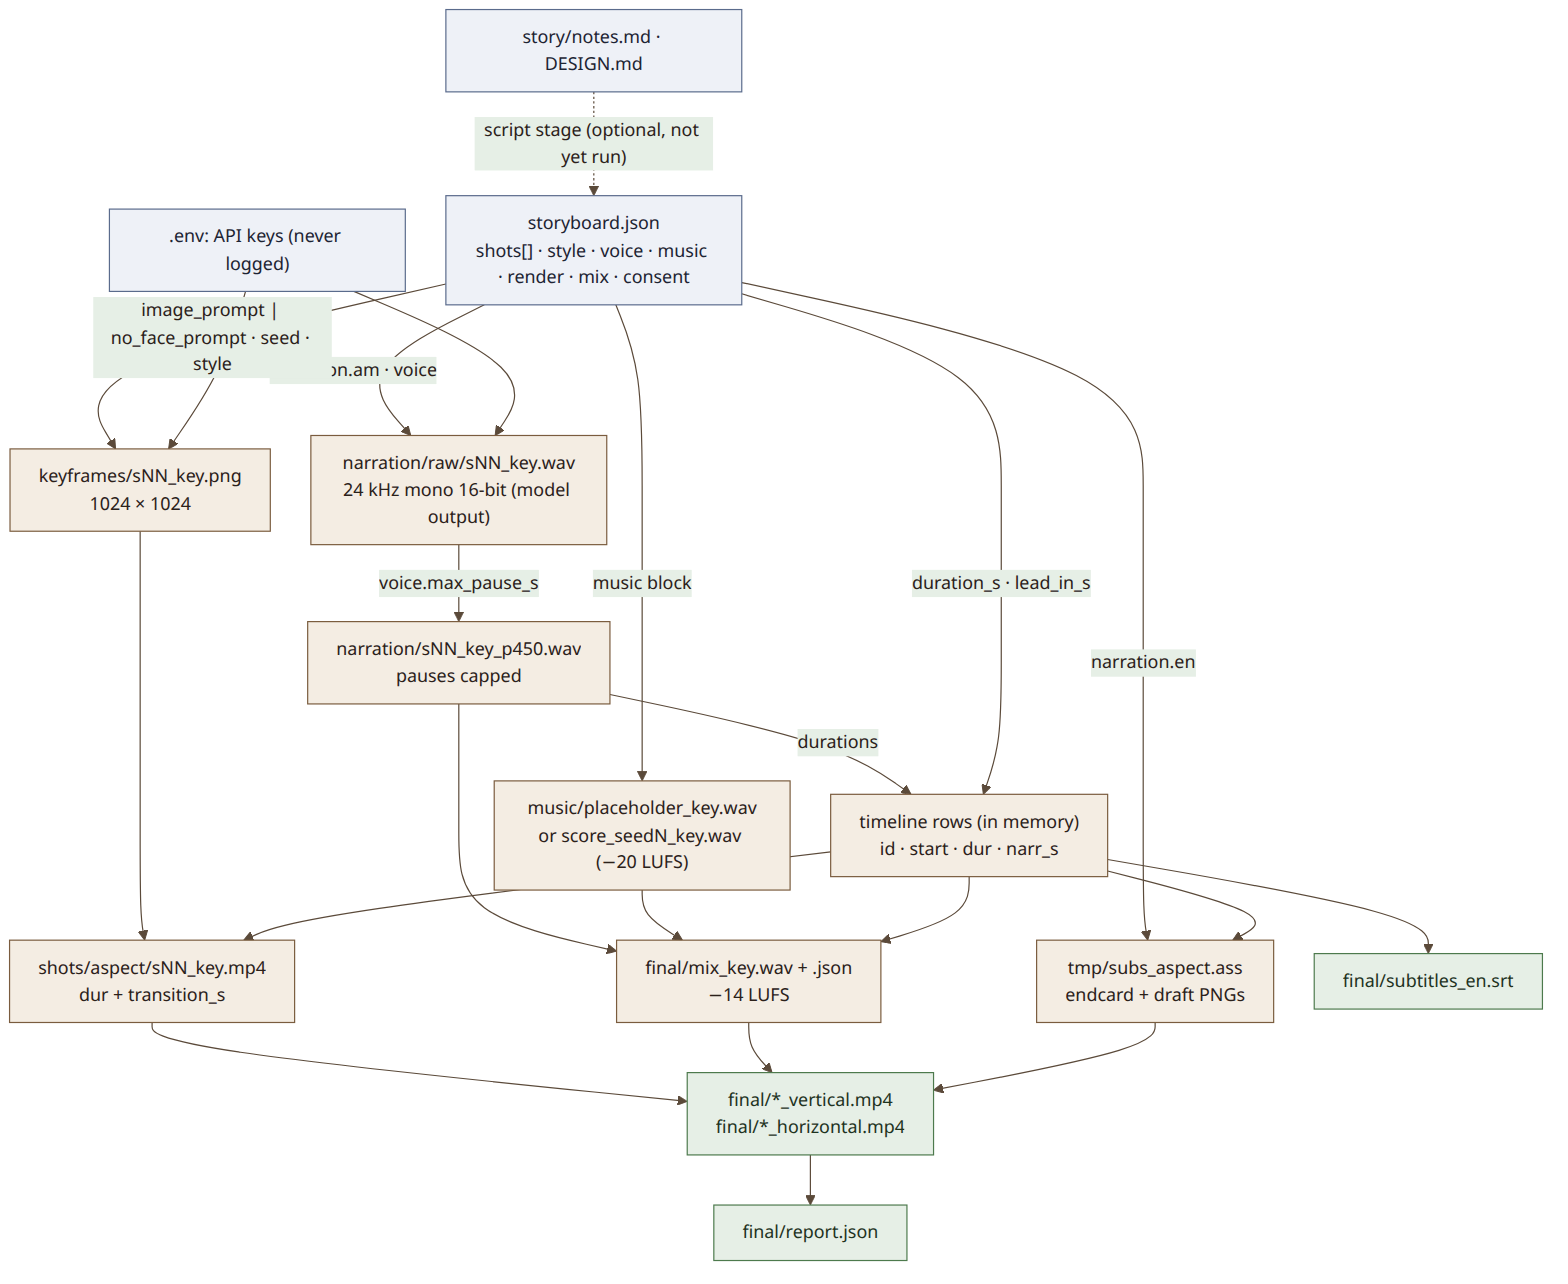 story/notes.md ·
DESIGN.md
script stage (optional, not
yet run)
storyboard.json
shots[] · style · voice · music
· render · mix · consent
.env: API keys (never
logged)
image_prompt |
no_face_prompt · seed ·
style
on.am · voice
keyframes/sNN_key.png
1024 × 1024
narration/raw/sNN_key.wav
24 kHz mono 16-bit (model
output)
voice.max_pause_s
music block
duration_s · lead_in_s
narration/sNN_key_p450.wav
pauses capped
narration.en
durations
music/placeholder_key.wav
or score_seedN_key.wav
(−20 LUFS)
timeline rows (in memory)
id · start · dur · narr_s
shots/aspect/sNN_key.mp4
dur + transition_s
final/mix_key.wav + .json
−14 LUFS
tmp/subs_aspect.ass
endcard + draft PNGs
final/subtitles_en.srt
final/*_vertical.mp4
final/*_horizontal.mp4
final/report.json